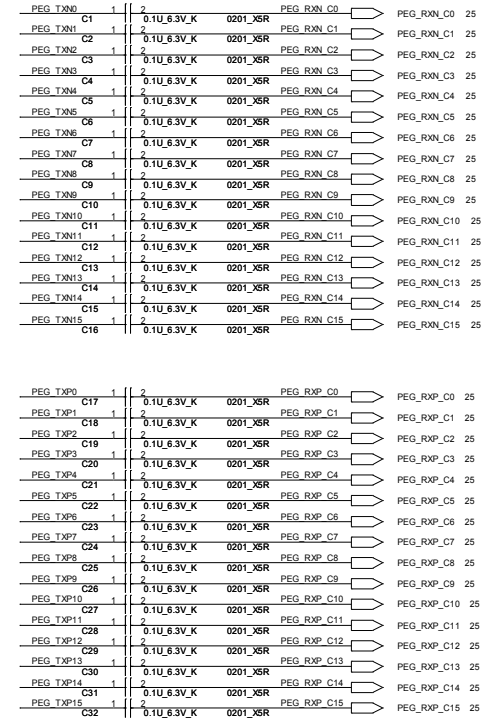 PEG_TXN0 1 2 PEG_RXN_C0 PEG_RXN_C0 25
C1 0.1U_6.3V_K 0201_X5R
PEG_TXN1 1 2 PEG_RXN_C1 PEG_RXN_C1 25
C2 0.1U_6.3V_K 0201_X5R
PEG_TXN2 1 2 PEG_RXN_C2 PEG_RXN_C2 25
C3 0.1U_6.3V_K 0201_X5R
PEG_TXN3 1 2 PEG_RXN_C3 PEG_RXN_C3 25
C4 0.1U_6.3V_K 0201_X5R
PEG_TXN4 1 2 PEG_RXN_C4 PEG_RXN_C4 25
C5 0.1U_6.3V_K 0201_X5R
PEG_TXN5 1 2 PEG_RXN_C5 PEG_RXN_C5 25
C6 0.1U_6.3V_K 0201_X5R
PEG_TXN6 1 2 PEG_RXN_C6 PEG_RXN_C6 25
C7 0.1U_6.3V_K 0201_X5R
PEG_TXN7 1 2 PEG_RXN_C7 PEG_RXN_C7 25
C8 0.1U_6.3V_K 0201_X5R
PEG_TXN8 1 2 PEG_RXN_C8 PEG_RXN_C8 25
C9 0.1U_6.3V_K 0201_X5R
PEG_TXN9 1 2 PEG_RXN_C9 PEG_RXN_C9 25
C10 0.1U_6.3V_K 0201_X5R
PEG_TXN10 1 2 PEG_RXN_C10 PEG_RXN_C10 25
C11 0.1U_6.3V_K 0201_X5R
PEG_TXN11 1 2 PEG_RXN_C11 PEG_RXN_C11 25
C12 0.1U_6.3V_K 0201_X5R
PEG_TXN12 1 2 PEG_RXN_C12 PEG_RXN_C12 25
C13 0.1U_6.3V_K 0201_X5R
PEG_TXN13 1 2 PEG_RXN_C13 PEG_RXN_C13 25
C14 0.1U_6.3V_K 0201_X5R
PEG_TXN14 1 2 PEG_RXN_C14 PEG_RXN_C14 25
C15 0.1U_6.3V_K 0201_X5R
PEG_TXN15 1 2 PEG_RXN_C15 PEG_RXN_C15 25
C16 0.1U_6.3V_K 0201_X5R
PEG_TXP0 1 2 PEG_RXP_C0 PEG_RXP_C0 25
C17 0.1U_6.3V_K 0201_X5R
PEG_TXP1 1 2 PEG_RXP_C1 PEG_RXP_C1 25
C18 0.1U_6.3V_K 0201_X5R
PEG_TXP2 1 2 PEG_RXP_C2 PEG_RXP_C2 25
C19 0.1U_6.3V_K 0201_X5R
PEG_TXP3 1 2 PEG_RXP_C3 PEG_RXP_C3 25
C20 0.1U_6.3V_K 0201_X5R
PEG_TXP4 1 2 PEG_RXP_C4 PEG_RXP_C4 25
C21 0.1U_6.3V_K 0201_X5R
PEG_TXP5 1 2 PEG_RXP_C5 PEG_RXP_C5 25
C22 0.1U_6.3V_K 0201_X5R
PEG_TXP6 1 2 PEG_RXP_C6 PEG_RXP_C6 25
C23 0.1U_6.3V_K 0201_X5R
PEG_TXP7 1 2 PEG_RXP_C7 PEG_RXP_C7 25
C24 0.1U_6.3V_K 0201_X5R
PEG_TXP8 1 2 PEG_RXP_C8 PEG_RXP_C8 25
C25 0.1U_6.3V_K 0201_X5R
PEG_TXP9 1 2 PEG_RXP_C9 PEG_RXP_C9 25
C26 0.1U_6.3V_K 0201_X5R
PEG_TXP10 1 2 PEG_RXP_C10 PEG_RXP_C10 25
C27 0.1U_6.3V_K 0201_X5R
PEG_TXP11 1 2 PEG_RXP_C11 PEG_RXP_C11 25
C28 0.1U_6.3V_K 0201_X5R
PEG_TXP12 1 2 PEG_RXP_C12 PEG_RXP_C12 25
C29 0.1U_6.3V_K 0201_X5R
PEG_TXP13 1 2 PEG_RXP_C13 PEG_RXP_C13 25
C30 0.1U_6.3V_K 0201_X5R
PEG_TXP14 1 2 PEG_RXP_C14 PEG_RXP_C14 25
C31 0.1U_6.3V_K 0201_X5R
PEG_TXP15 1 2 PEG_RXP_C15 PEG_RXP_C15 25
C32 0.1U_6.3V_K 0201_X5R